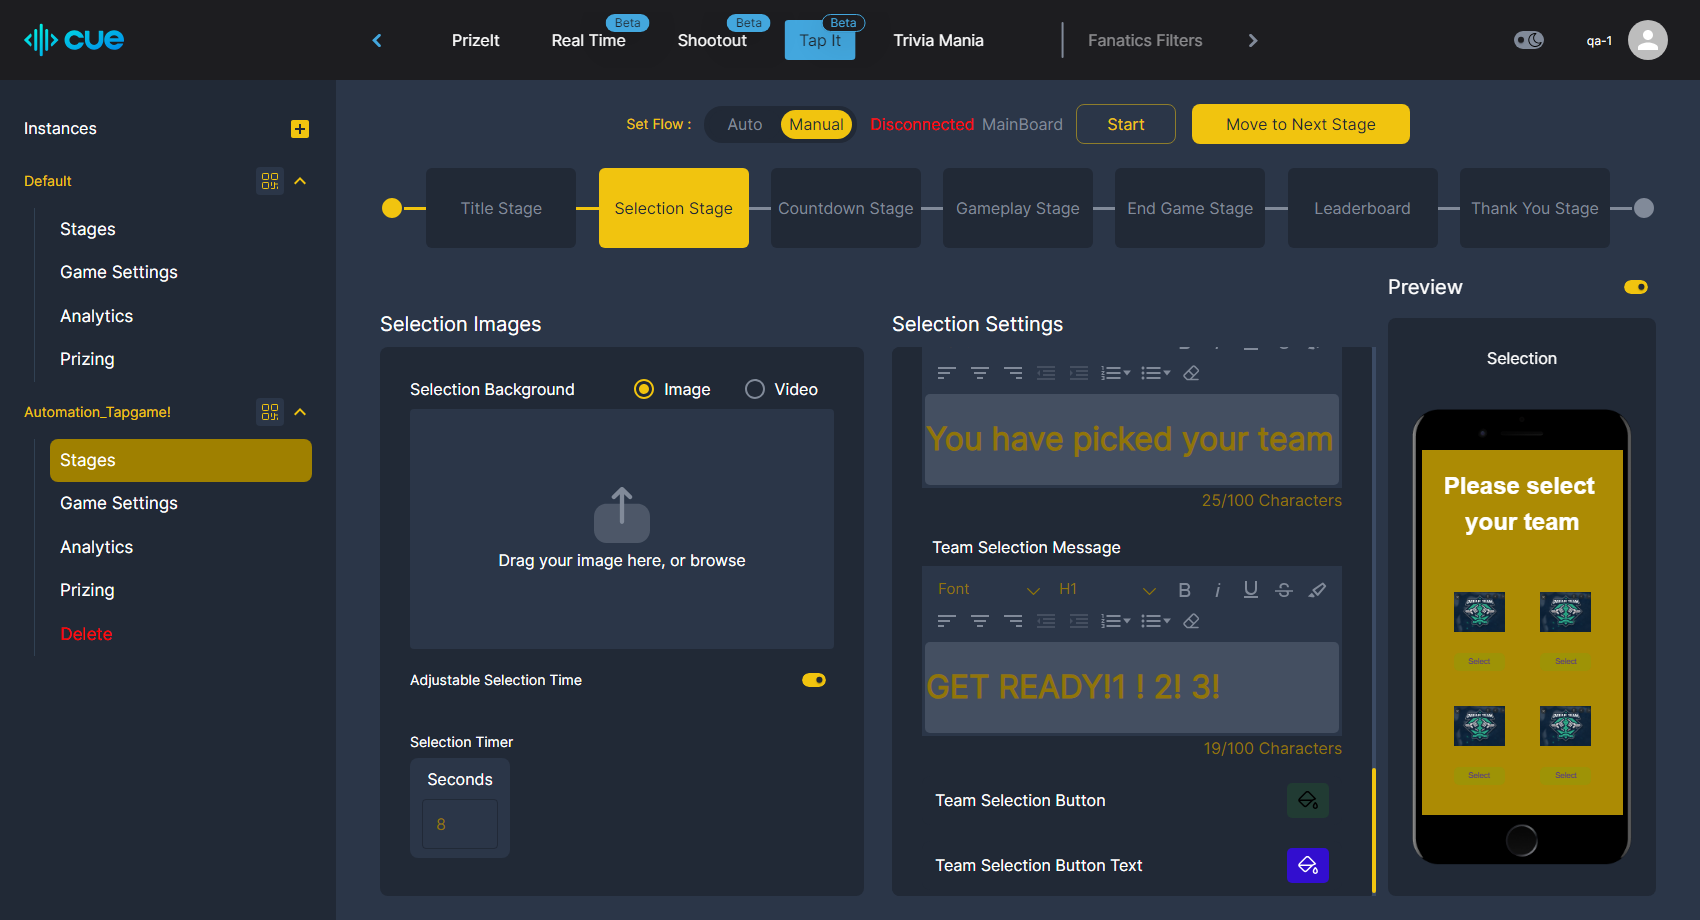 cue
PrizeIt
Real Time
Beta
Shootout
Beta
Tap It
Beta
Trivia Mania
Fanatics Filters
qa-1
Instances
Default
Stages
Game Settings
Analytics
Prizing
Automation_Tapgame!
Stages
Game Settings
Analytics
Prizing
Delete
Set Flow :
Auto
Manual
Disconnected MainBoard
Start
Move to Next Stage
Title Stage
Selection Stage
Countdown Stage
Gameplay Stage
End Game Stage
Leaderboard
Thank You Stage
Selection Images
Selection Background
Image
Video
Drag your image here, or browse
Adjustable Selection Time
Selection Timer
Seconds
8
Selection Settings
You have picked your team
25/100 Characters
Team Selection Message
Font
H1
B i U S
GET READY!1 ! 2! 3!
19/100 Characters
Team Selection Button
Team Selection Button Text
Preview
Selection
Please select
your team
Select
Select
Select
Select